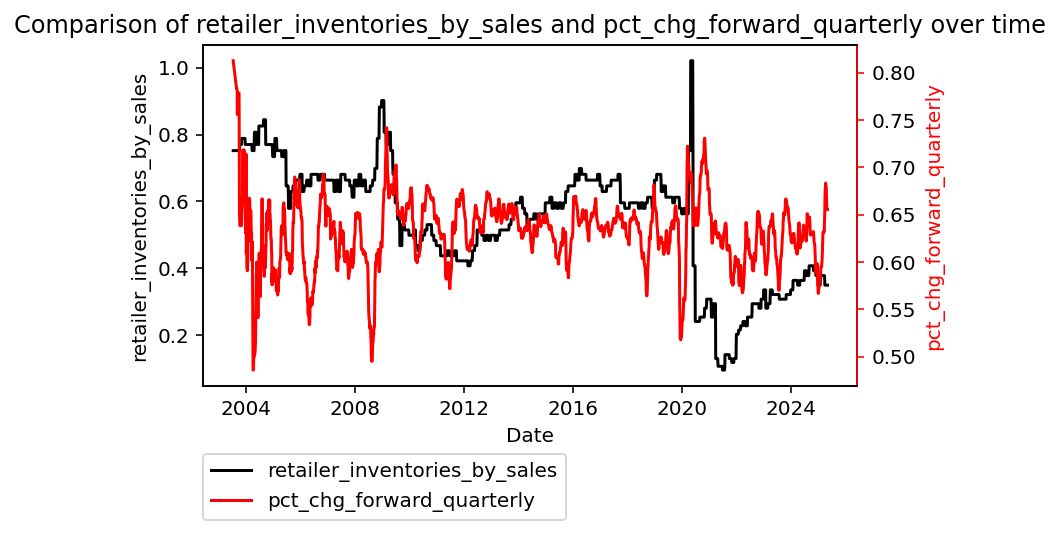 Comparison of retailer_inventories_by_sales and pct_chg_forward_quarterly over time
retailer_inventories_by_sales
1.0
0.8
0.6
0.4
0.2
pct_chg_forward_quarterly
0.80
0.75
0.70
0.65
0.60
0.55
0.50
2004 2008 2012 2016 2020 2024
Date
retailer_inventories_by_sales
pct_chg_forward_quarterly